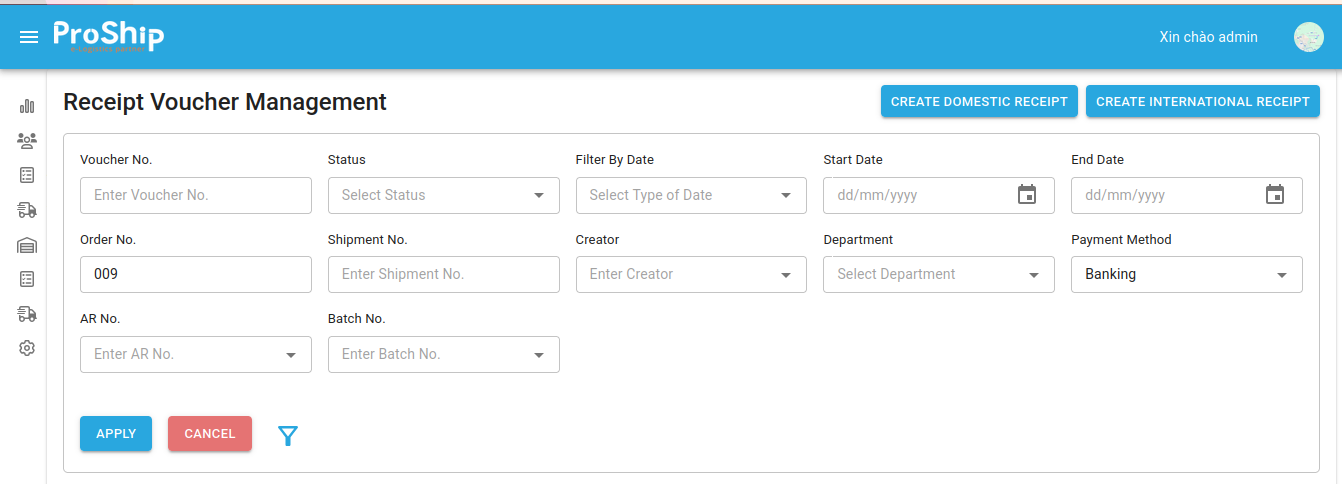 ProShip
Xin chào admin
Receipt Voucher Management
CREATE DOMESTIC RECEIPT
CREATE INTERNATIONAL RECEIPT
Voucher No. Status Filter By Date Start Date End Date
Enter Voucher No. Select Status Select Type of Date dd/mm/yyyy dd/mm/yyyy
Order No. Shipment No. Creator Department Payment Method
009 Enter Shipment No. Enter Creator Select Department Banking
AR No. Batch No.
Enter AR No. Enter Batch No.
APPLY CANCEL